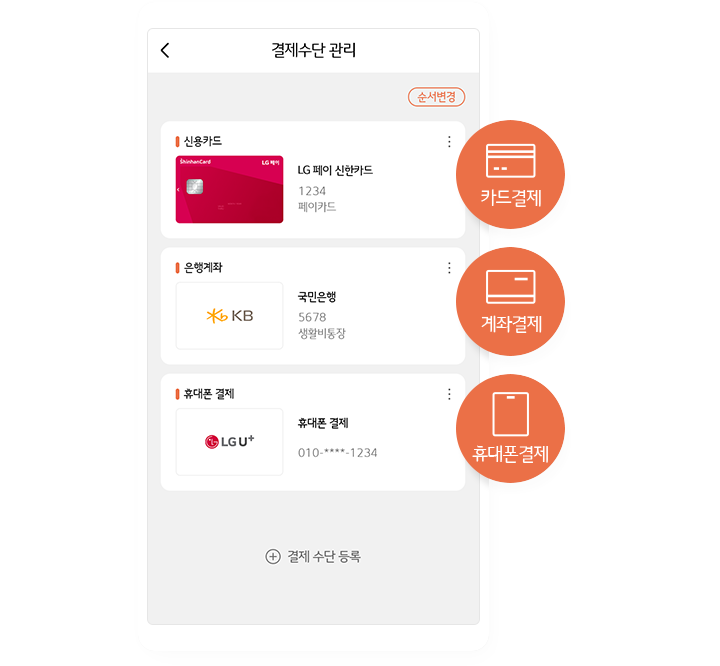 결제수단 관리
순서변경
신용카드
ShinhanCard
LG 페이
LG 페이 신한카드
1234
페이카드
카드결제
은행계좌
KB
국민은행
5678
생활비통장
계좌결제
휴대폰 결제
LG U+
휴대폰 결제
010-****-1234
휴대폰결제
결제 수단 등록